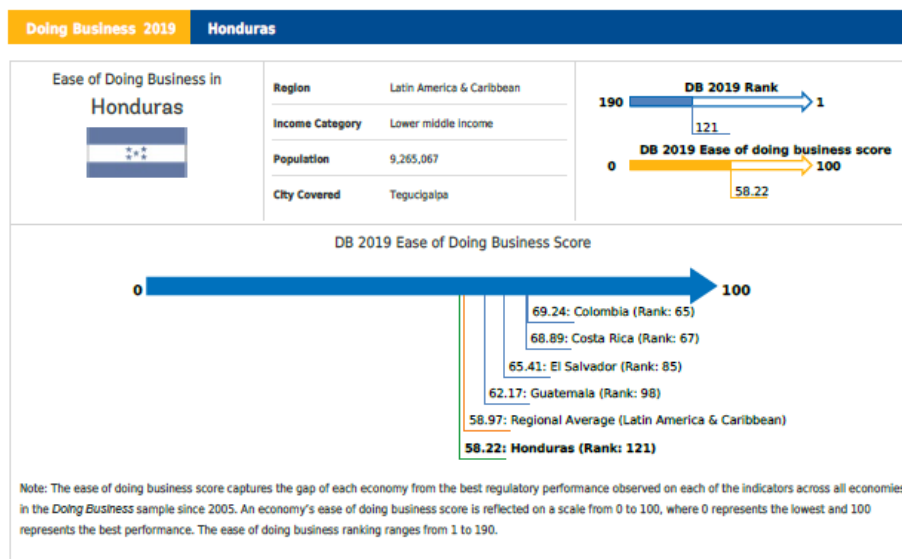 Doing Business 2019 Honduras
Ease of Doing Business in
Honduras
Region Latin America & Caribbean
Income Category Lower middle income
Population 9,265,067
City Covered Tegucigalpa
DB 2019 Rank
190 1
121
DB 2019 Ease of doing business score
0 100
58.22
DB 2019 Ease of Doing Business Score
0 100
69.24: Colombia (Rank: 65)
68.89: Costa Rica (Rank: 67)
65.41: El Salvador (Rank: 85)
62.17: Guatemala (Rank: 98)
58.97: Regional Average (Latin America & Caribbean)
58.22: Honduras (Rank: 121)
Note: The ease of doing business score captures the gap of each economy from the best regulatory performance observed on each of the indicators across all economies
in the Doing Business sample since 2005. An economy's ease of doing business score is reflected on a scale from 0 to 100, where 0 represents the lowest and 100
represents the best performance. The ease of doing business ranking ranges from 1 to 190.